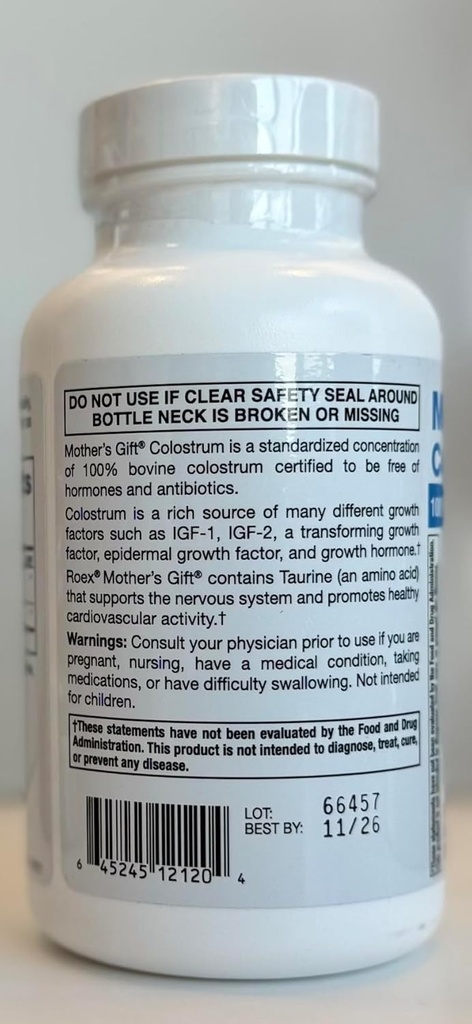 DO NOT USE IF CLEAR SAFETY SEAL AROUND
BOTTLE NECK IS BROKEN OR MISSING
Mother's Gift® Colostrum is a standardized concentration
of 100% bovine colostrum certified to be free of
hormones and antibiotics.
Colostrum is a rich source of many different growth
factors such as IGF-1, IGF-2, a transforming growth
factor, epidermal growth factor, and growth hormone.†
Roex® Mother's Gift® contains Taurine (an amino acid)
that supports the nervous system and promotes healthy
cardiovascular activity.†
Warnings: Consult your physician prior to use if you are
pregnant, nursing, have a medical condition, taking
medications, or have difficulty swallowing. Not intended
for children.
†These statements have not been evaluated by the Food and Drug
Administration. This product is not intended to diagnose, treat, cure,
or prevent any disease.
LOT: 66457
BEST BY: 11/26
6 45245 12120 4